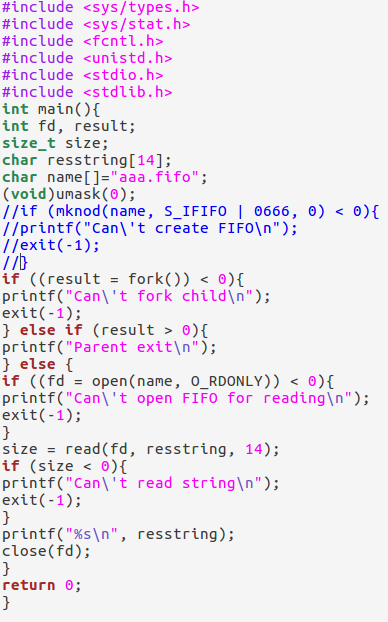 #include <sys/types.h>
#include <sys/stat.h>
#include <fcntl.h>
#include <unistd.h>
#include <stdio.h>
#include <stdlib.h>
int main(){
int fd, result;
size_t size;
char resstring[14];
char name[]="aaa.fifo";
(void)umask(0);
//if (mknod(name, S_IFIFO | 0666, 0) < 0){
//printf("Can\'t create FIFO\n");
//exit(-1);
//}
if ((result = fork()) < 0){
printf("Can\'t fork child\n");
exit(-1);
} else if (result > 0){
printf("Parent exit\n");
} else {
if ((fd = open(name, O_RDONLY)) < 0){
printf("Can\'t open FIFO for reading\n");
exit(-1);
}
size = read(fd, resstring, 14);
if (size < 0){
printf("Can\'t read string\n");
exit(-1);
}
printf("%s\n", resstring);
close(fd);
}
return 0;
}